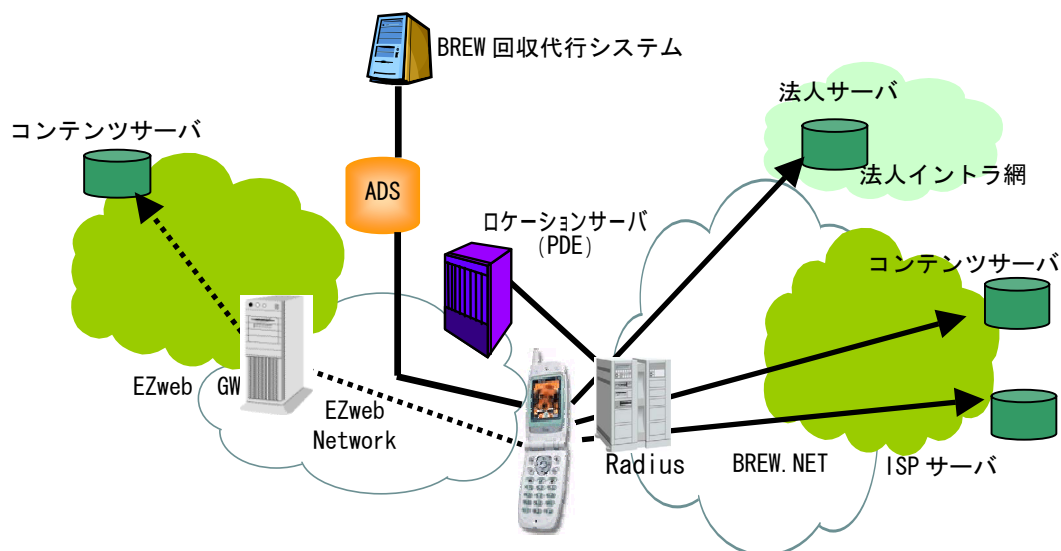 BREW 回収代行システム
法人サーバ
コンテンツサーバ
ADS
法人イントラ網
ロケーションサーバ
(PDE)
コンテンツサーバ
EZweb GW
EZweb
Network
Radius
BREW.NET
ISP サーバ